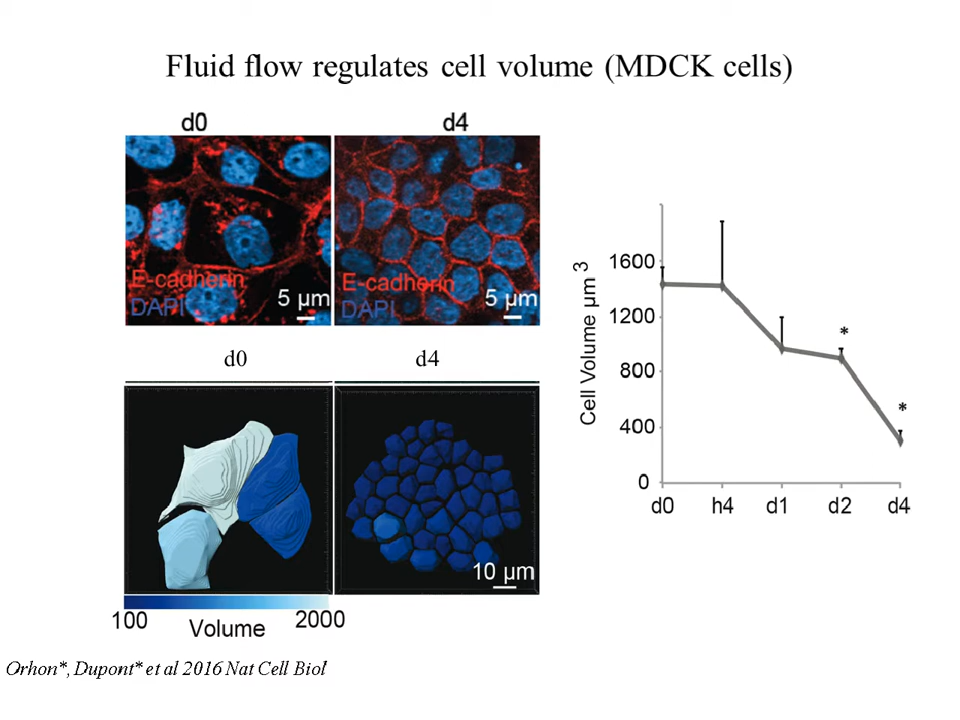 Fluid flow regulates cell volume (MDCK cells)
d0
d4
E-cadherin
DAPI
5 µm
E-cadherin
DAPI
5 µm
d0
d4
10 µm
100
2000
Volume
Cell Volume µm 3
1600
1200
800
400
0
*
*
d0 h4 d1 d2 d4
Orhon*, Dupont* et al 2016 Nat Cell Biol